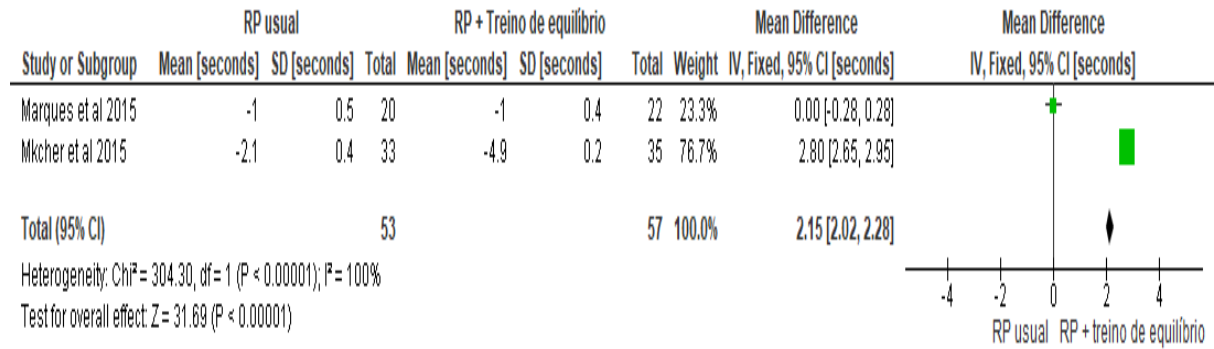 RP usual RP + Treino de equilíbrio Mean Difference Mean Difference
Study or Subgroup Mean [seconds] SD [seconds] Total Mean [seconds] SD [seconds] Total Weight IV, Fixed, 95% CI [seconds] IV, Fixed, 95% CI [seconds]
Marques et al 2015 -1 0.5 20 -1 0.4 22 23.3% 0.00 [-0.28, 0.28]
Mkcher et al 2015 -2.1 0.4 33 -4.9 0.2 35 76.7% 2.80 [2.65, 2.95]
Total (95% CI) 53 57 100.0% 2.15 [2.02, 2.28]
Heterogeneity: Chi² = 304.30, df = 1 (P < 0.00001); I² = 100%
Test for overall effect: Z = 31.69 (P < 0.00001)
-4 -2 0 2 4
RP usual RP + treino de equilíbrio